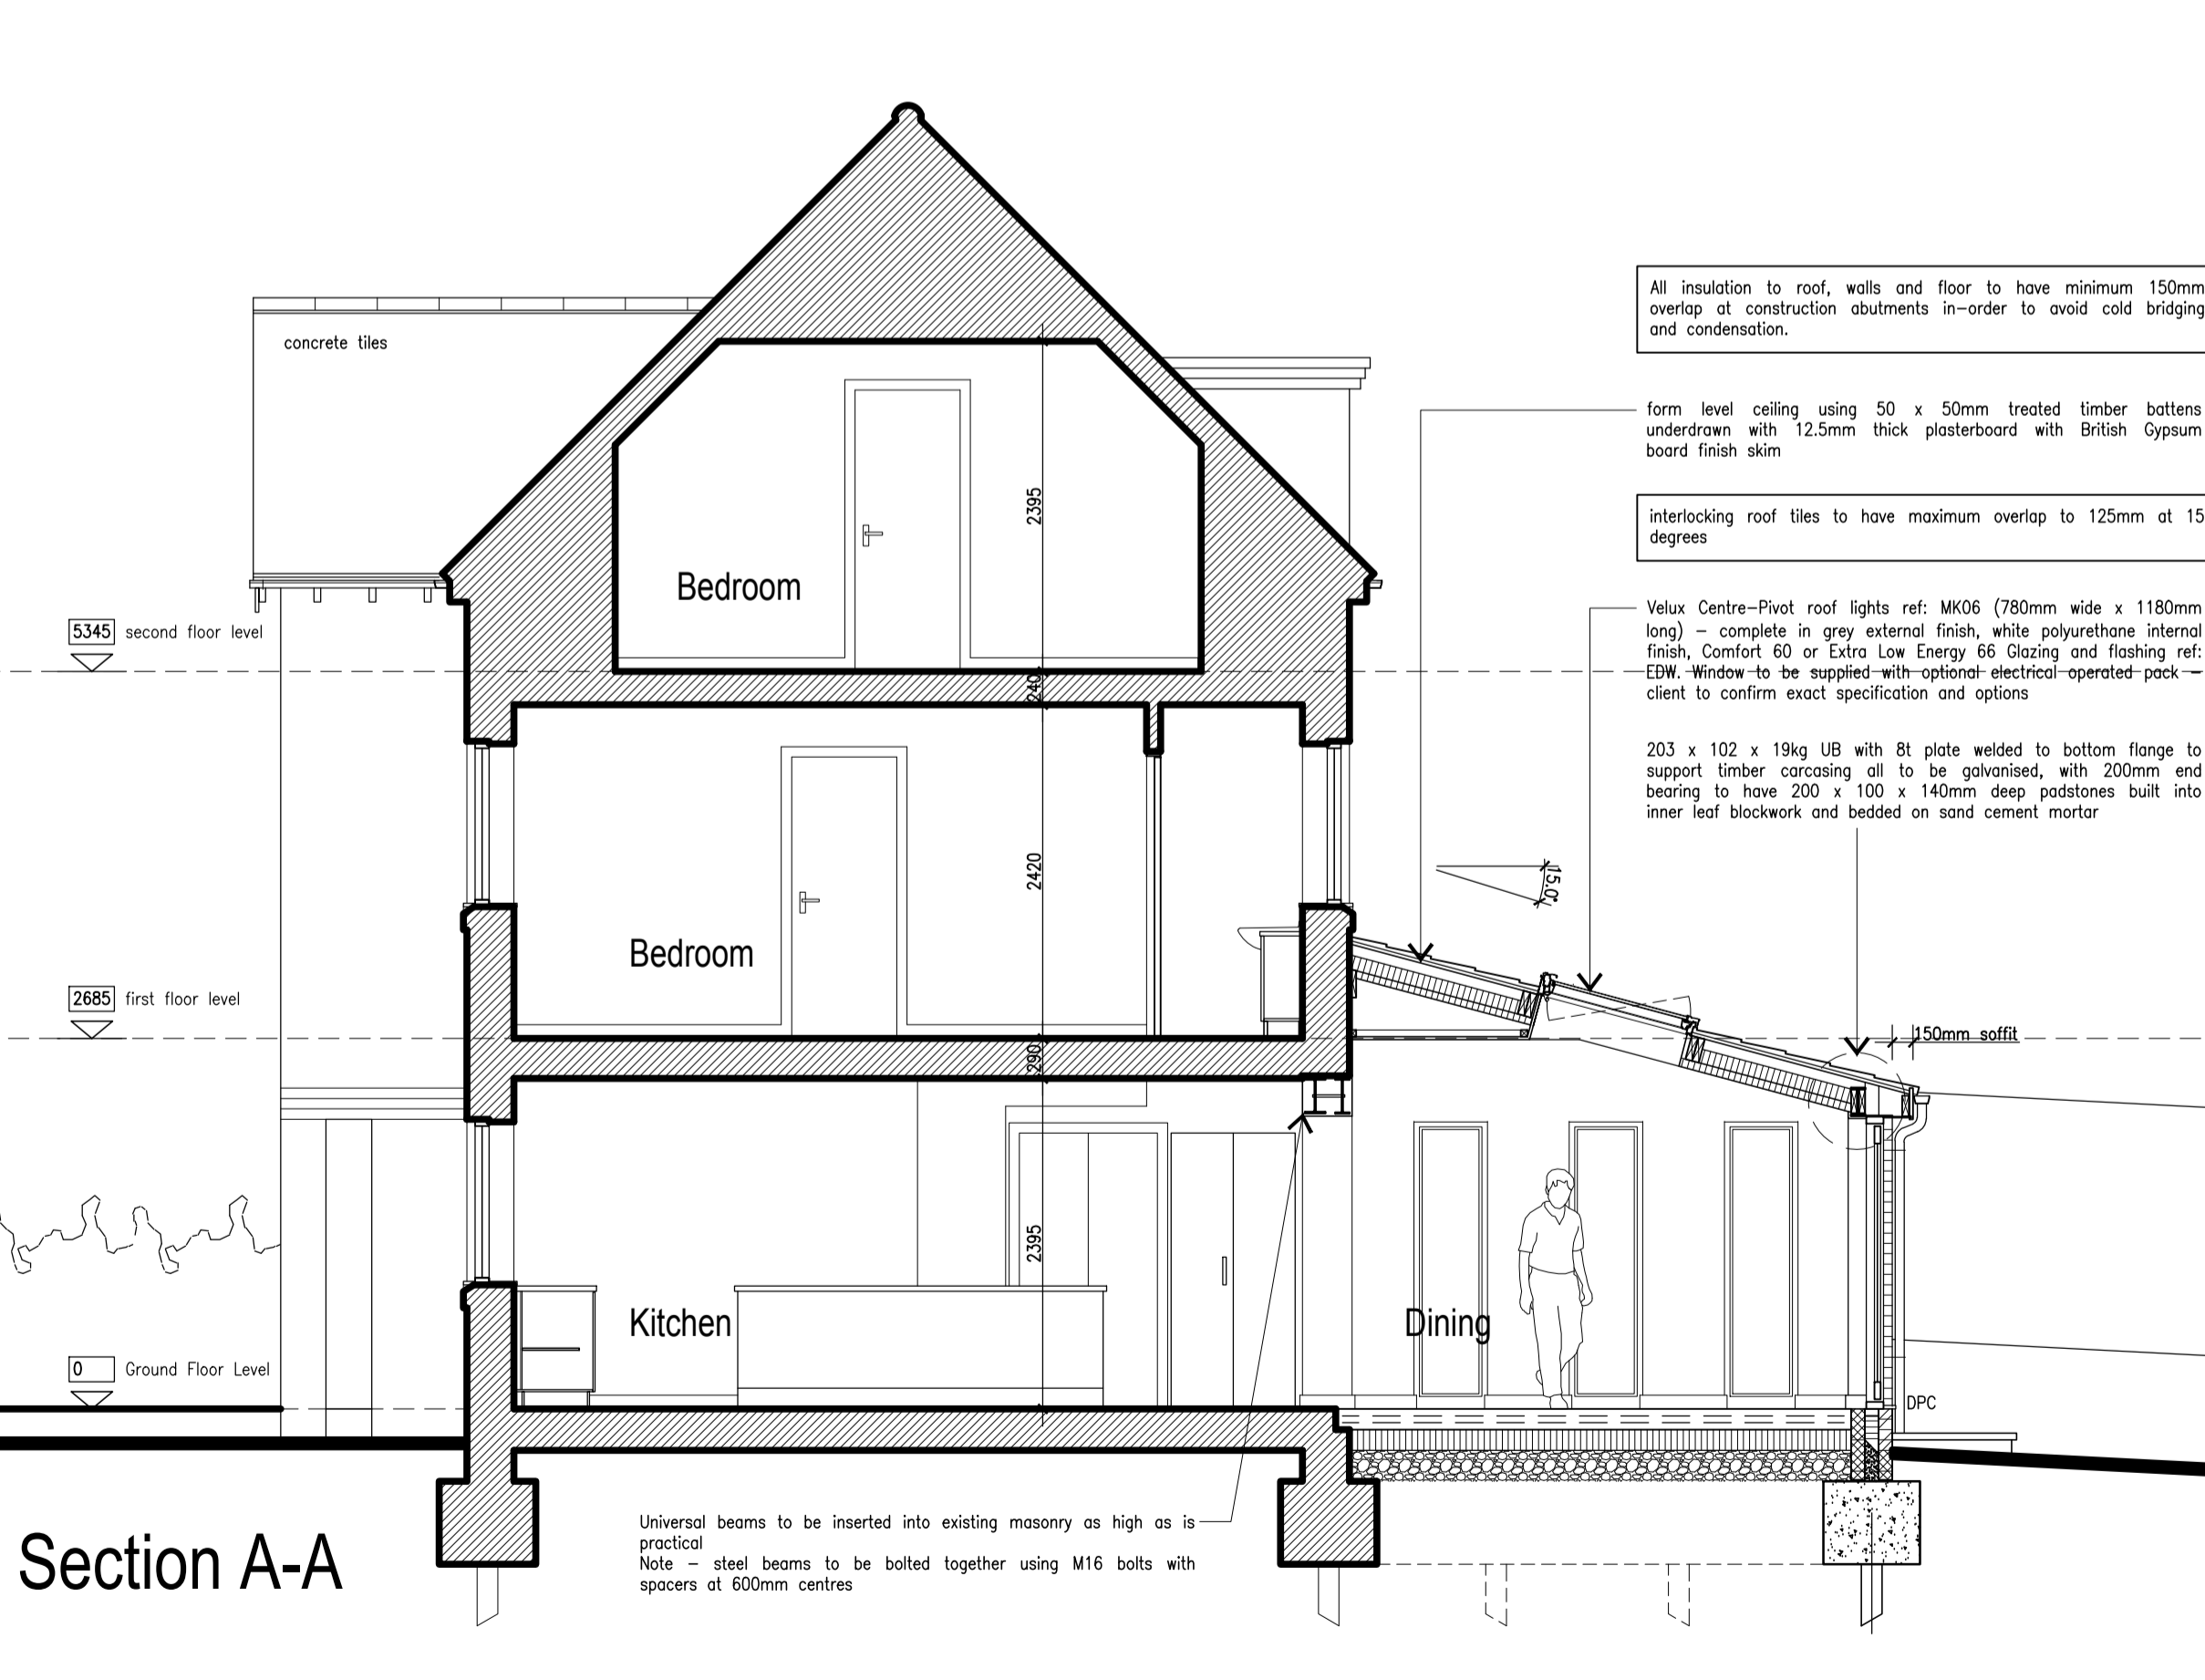 All insulation to roof, walls and floor to have minimum 150mm
overlap at construction abutments in-order to avoid cold bridging
and condensation.
concrete tiles
form level ceiling using 50 x 50mm treated timber battens
underdrawn with 12.5mm thick plasterboard with British Gypsum
board finish skim
2395
interlocking roof tiles to have maximum overlap to 125mm at 15
degrees
Bedroom
5345 second floor level
Velux Centre-Pivot roof lights ref: MK06 (780mm wide x 1180mm
long) - complete in grey external finish, white polyurethane internal
finish, Comfort 60 or Extra Low Energy 66 Glazing and flashing ref:
EDW. Window to be supplied with optional electrical operated pack -
client to confirm exact specification and options
240
203 x 102 x 19kg UB with 8t plate welded to bottom flange to
support timber carcasing all to be galvanised, with 200mm end
bearing to have 200 x 100 x 140mm deep padstones built into
inner leaf blockwork and bedded on sand cement mortar
2420
15.0°
Bedroom
2685 first floor level
150mm soffit
290
2395
Kitchen
Dining
0 Ground Floor Level
DPC
Universal beams to be inserted into existing masonry as high as is
practical
Note - steel beams to be bolted together using M16 bolts with
spacers at 600mm centres
Section A-A